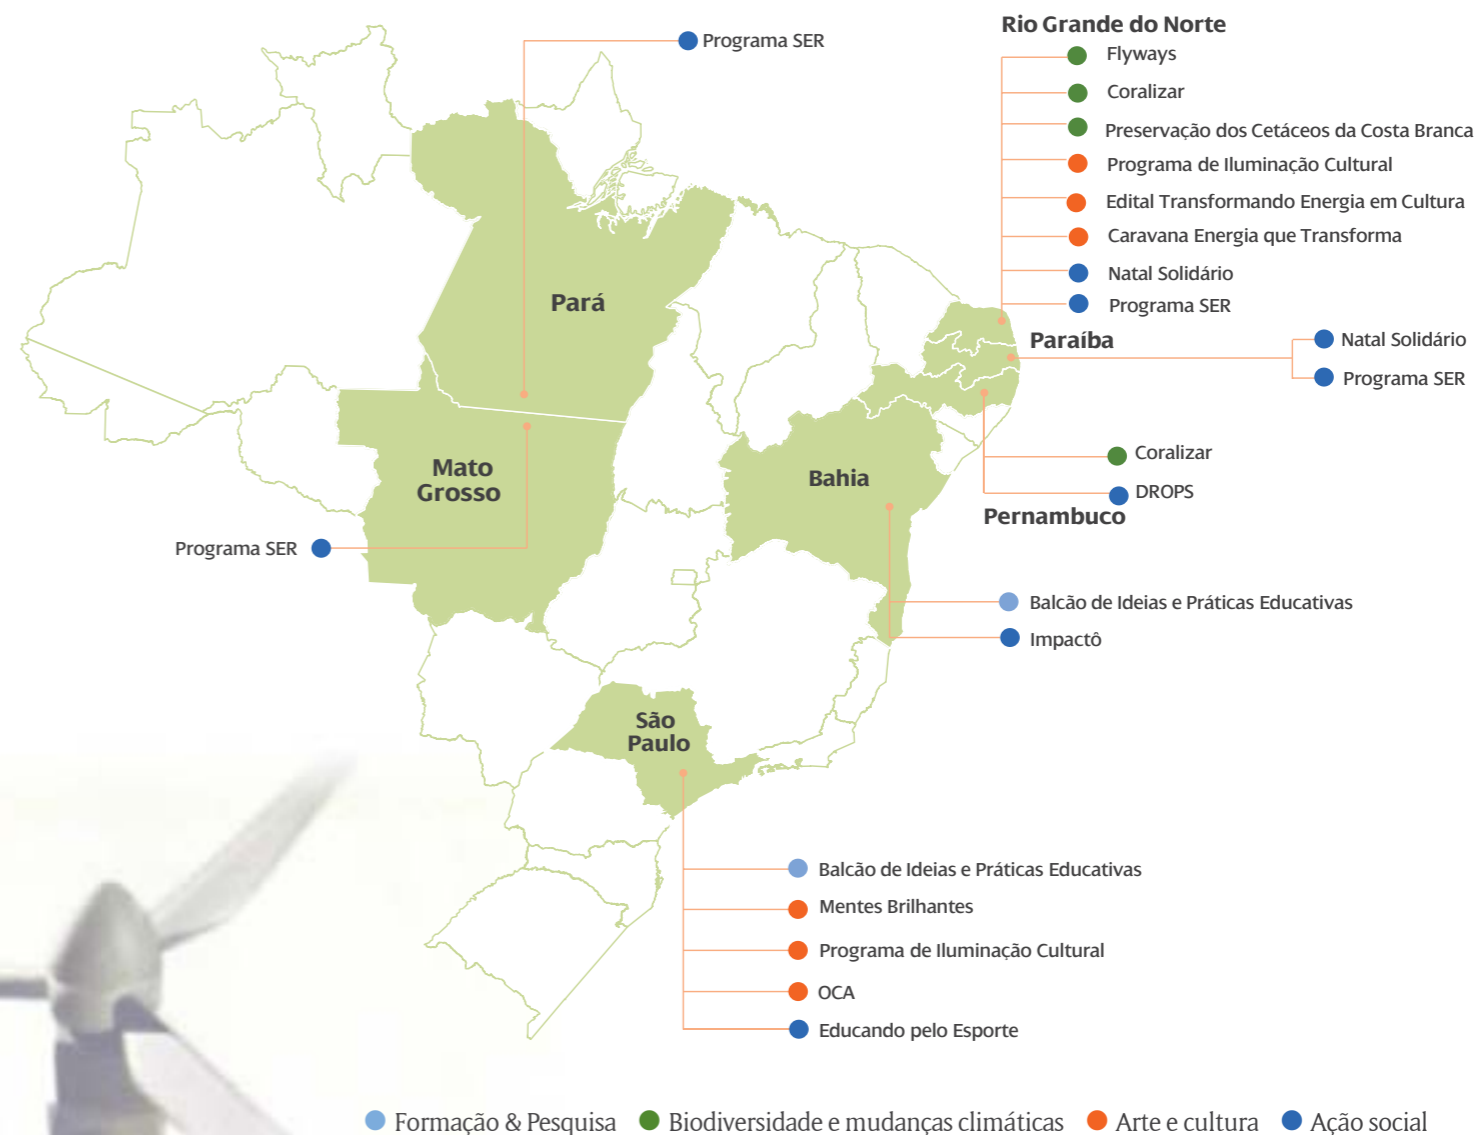 Programa SER
Rio Grande do Norte
Flyways
Coralizar
Preservação dos Cetáceos da Costa Branca
Programa de Iluminação Cultural
Edital Transformando Energia em Cultura
Caravana Energia que Transforma
Natal Solidário
Programa SER
Pará
Paraíba
Natal Solidário
Programa SER
Mato
Grosso
Programa SER
Bahia
Coralizar
DROPS
Pernambuco
Balcão de Ideias e Práticas Educativas
Impactô
São
Paulo
Balcão de Ideias e Práticas Educativas
Mentes Brilhantes
Programa de Iluminação Cultural
OCA
Educando pelo Esporte
Formação & Pesquisa
Biodiversidade e mudanças climáticas
Arte e cultura
Ação social